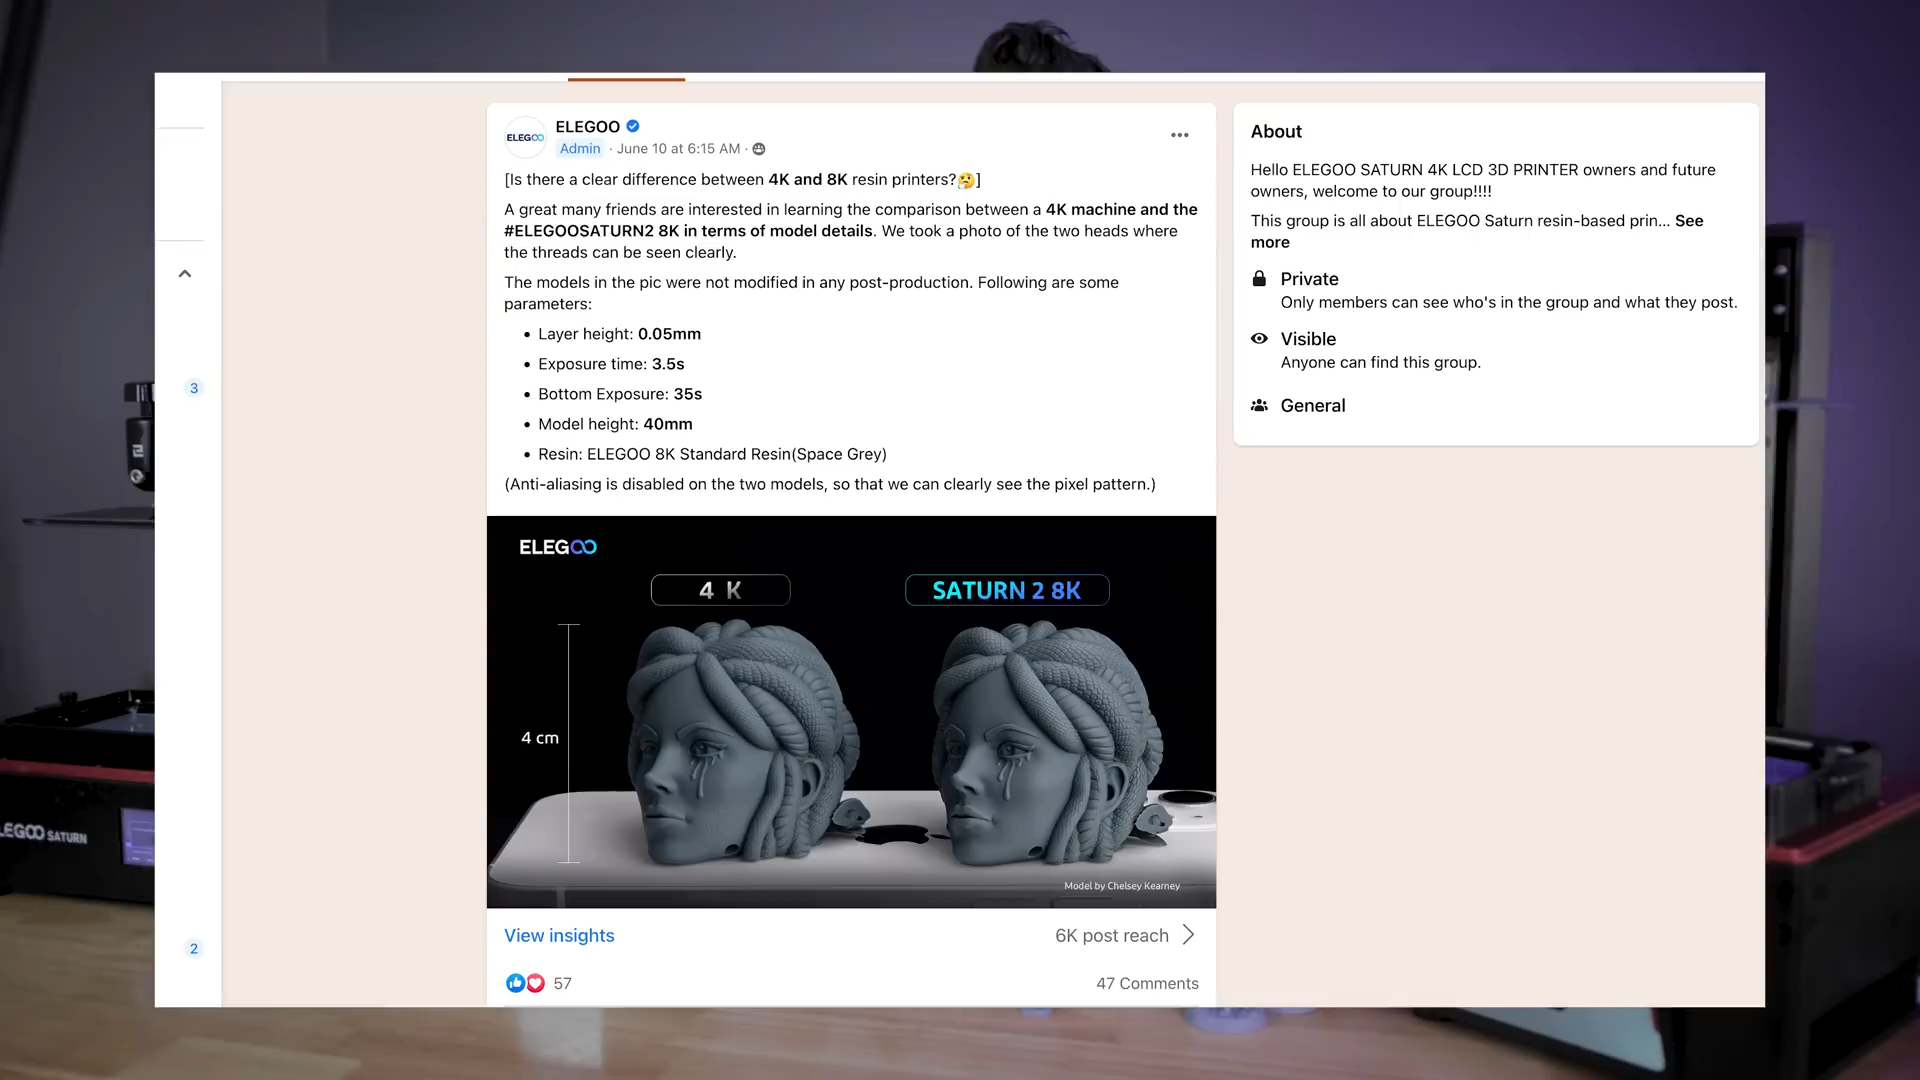 ELEGOO
ELEGOO
Admin · June 10 at 6:15 AM ·
[Is there a clear difference between 4K and 8K resin printers?🤔]
A great many friends are interested in learning the comparison between a 4K machine and the
#ELEGOOSATURN2 8K in terms of model details. We took a photo of the two heads where
the threads can be seen clearly.
The models in the pic were not modified in any post-production. Following are some
parameters:
• Layer height: 0.05mm
• Exposure time: 3.5s
• Bottom Exposure: 35s
• Model height: 40mm
• Resin: ELEGOO 8K Standard Resin(Space Grey)
(Anti-aliasing is disabled on the two models, so that we can clearly see the pixel pattern.)
ELEGOO
4 K
SATURN 2 8K
4 cm
Model by Chelsey Kearney
View insights
6K post reach
57
47 Comments
About
Hello ELEGOO SATURN 4K LCD 3D PRINTER owners and future
owners, welcome to our group!!!!
This group is all about ELEGOO Saturn resin-based prin... See
more
Private
Only members can see who's in the group and what they post.
Visible
Anyone can find this group.
General
3
2
LEGOO SATURN